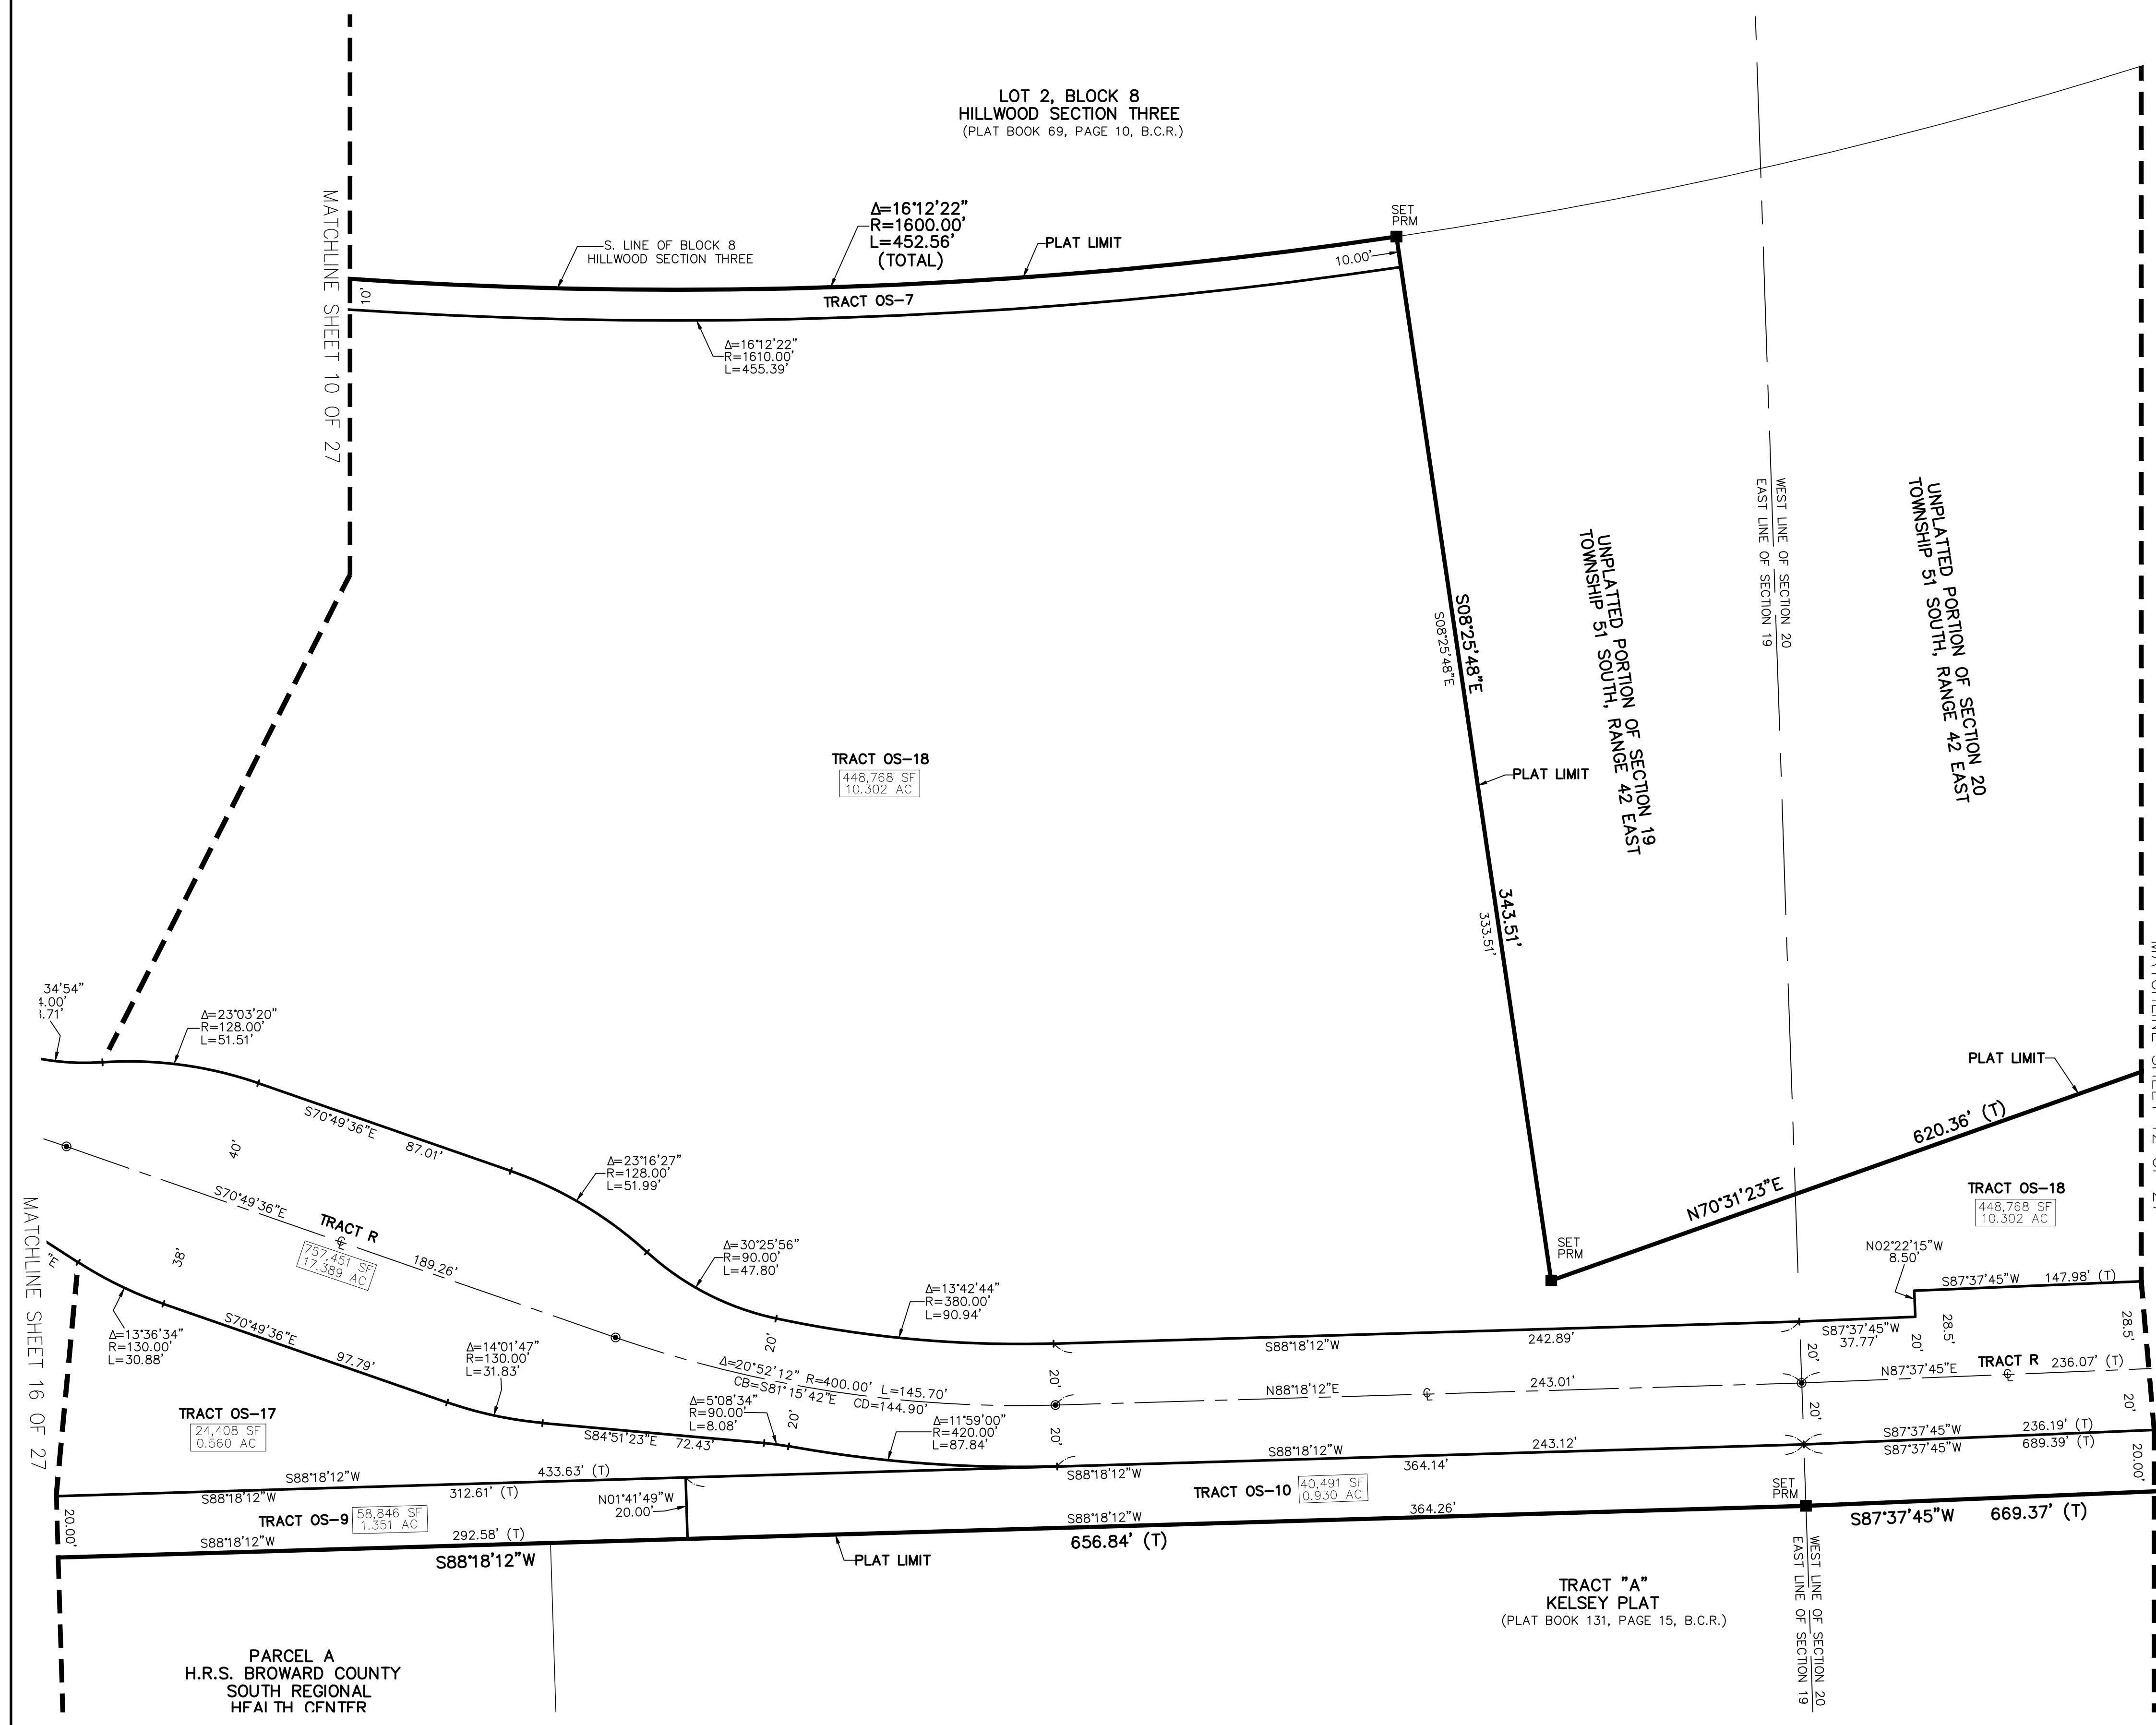 LOT 2, BLOCK 8
HILLWOOD SECTION THREE
(PLAT BOOK 69, PAGE 10, B.C.R.)
MATCHLINE SHEET 10 OF 27
S. LINE OF BLOCK 8
HILLWOOD SECTION THREE
Δ=16°12'22"
R=1600.00'
L=452.56'
(TOTAL)
PLAT LIMIT
SET
PRM
10.00'
10'
TRACT OS-7
Δ=16°12'22"
R=1610.00'
L=455.39'
WEST LINE OF SECTION 20
EAST LINE OF SECTION 19
UNPLATTED PORTION OF SECTION 20
TOWNSHIP 51 SOUTH, RANGE 42 EAST
UNPLATTED PORTION OF SECTION 19
TOWNSHIP 51 SOUTH, RANGE 42 EAST
S08°25'48"E
S08°25'48"E
343.51'
333.51'
PLAT LIMIT
TRACT OS-18
448,768 SF
10.302 AC
34'54"
4.00'
.71'
Δ=23°03'20"
R=128.00'
L=51.51'
S70°49'36"E
87.01'
40'
38'
S70°49'36"E
TRACT R
757,451 SF
17.389 AC
189.26'
"E
Δ=23°16'27"
R=128.00'
L=51.99'
Δ=30°25'56"
R=90.00'
L=47.80'
Δ=13°42'44"
R=380.00'
L=90.94'
SET
PRM
N70°31'23"E
620.36' (T)
PLAT LIMIT
TRACT OS-18
448,768 SF
10.302 AC
N02°22'15"W
8.50'
S87°37'45"W 147.98' (T)
28.5'
28.5'
S87°37'45"W
37.77'
20'
20'
N87°37'45"E
TRACT R
236.07' (T)
20'
20'
S88°18'12"W
242.89'
N88°18'12"E
243.01'
20'
20'
20'
20'
Δ=20°52'12" R=400.00' L=145.70'
CB=S81°15'42"E CD=144.90'
MATCHLINE SHEET 16 OF 27
Δ=13°36'34"
R=130.00'
L=30.88'
S70°49'36"E
97.79'
Δ=14°01'47"
R=130.00'
L=31.83'
S84°51'23"E 72.43'
Δ=5°08'34"
R=90.00'
L=8.08'
Δ=11°59'00"
R=420.00'
L=87.84'
TRACT OS-17
24,408 SF
0.560 AC
S88°18'12"W
433.63' (T)
S88°18'12"W
312.61' (T)
TRACT OS-9
58,846 SF
1.351 AC
20.00'
S88°18'12"W
292.58' (T)
S88°18'12"W
N01°41'49"W
20.00'
S88°18'12"W
243.12'
S88°18'12"W
364.14'
TRACT OS-10
40,491 SF
0.930 AC
S88°18'12"W
364.26'
656.84' (T)
PLAT LIMIT
SET
PRM
S87°37'45"W
236.19' (T)
S87°37'45"W
689.39' (T)
20.00'
S87°37'45"W 669.37' (T)
WEST LINE OF SECTION 20
EAST LINE OF SECTION 19
TRACT "A"
KELSEY PLAT
(PLAT BOOK 131, PAGE 15, B.C.R.)
PARCEL A
H.R.S. BROWARD COUNTY
SOUTH REGIONAL
HEALTH CENTER